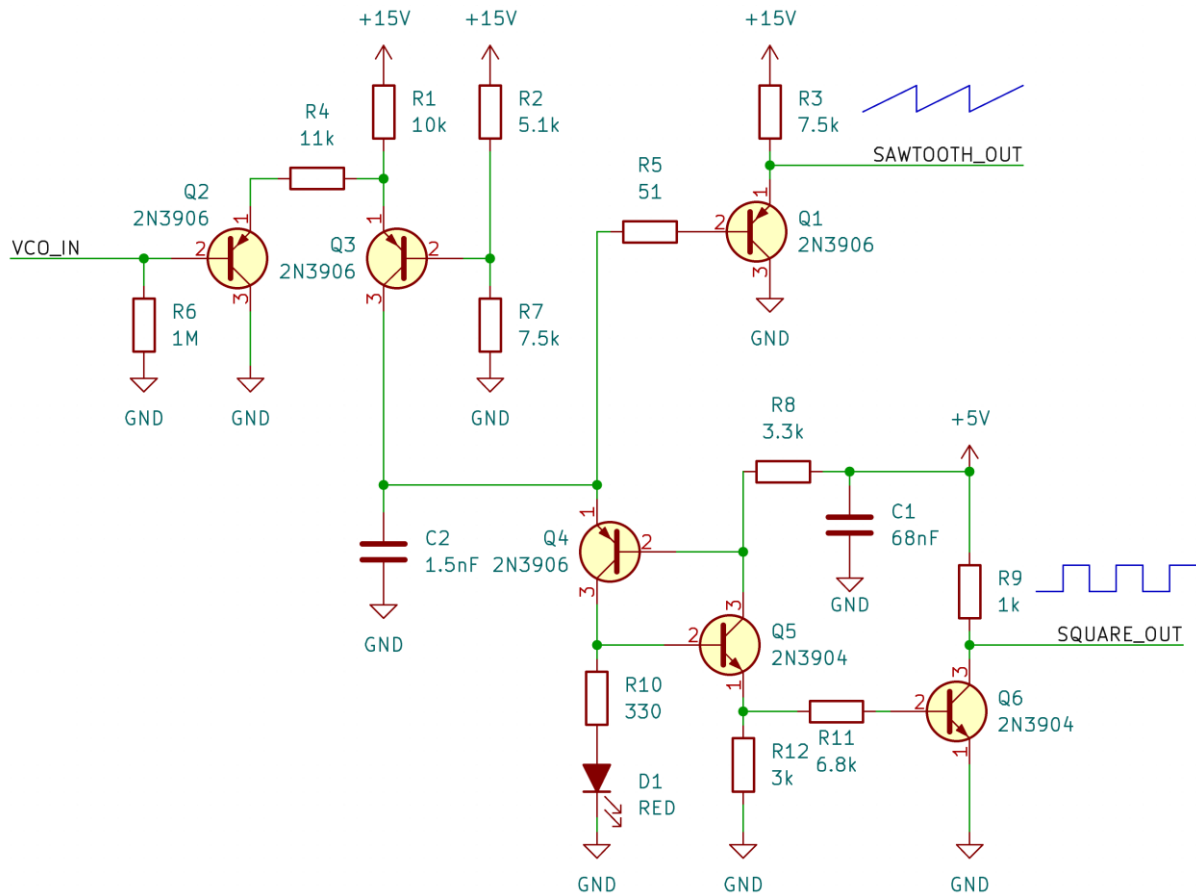 +15V
+15V
+15V
R4
11k
R1
10k
R2
5.1k
R3
7.5k
SAWTOOTH_OUT
Q2
2N3906
1
2
3
VCO_IN
Q3
2N3906
1
2
3
R5
51
Q1
2N3906
1
2
3
R6
1M
R7
7.5k
GND
GND
GND
GND
R8
3.3k
+5V
C2
1.5nF
Q4
2N3906
1
2
3
C1
68nF
GND
R9
1k
SQUARE_OUT
GND
Q5
2N3904
3
2
1
R10
330
R11
6.8k
Q6
2N3904
3
2
1
D1
RED
R12
3k
GND
GND
GND